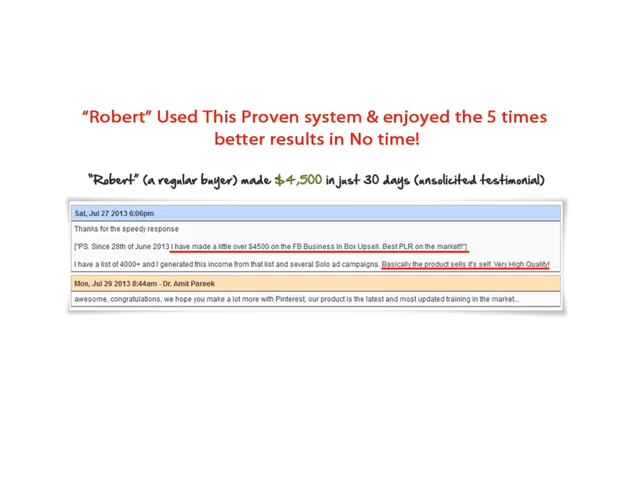 “Robert” Used This Proven system & enjoyed the 5 times
better results in No time!
“Robert” (a regular buyer) made $4,500 in just 30 days (unsolicited testimonial)
Sat, Jul 27 2013 6:06pm
Thanks for the speedy response
["PS. Since 28th of June 2013 I have made a little over $4500 on the FB Business In Box Upsell. Best PLR on the market!!"]
I have a list of 4000+ and I generated this income from that list and several Solo ad campaigns. Basically the product sells it's self. Very High Quality!
Mon, Jul 29 2013 8:44am - Dr. Amit Pareek
awesome, congratulations, we hope you make a lot more with Pinterest, our product is the latest and most updated training in the market...